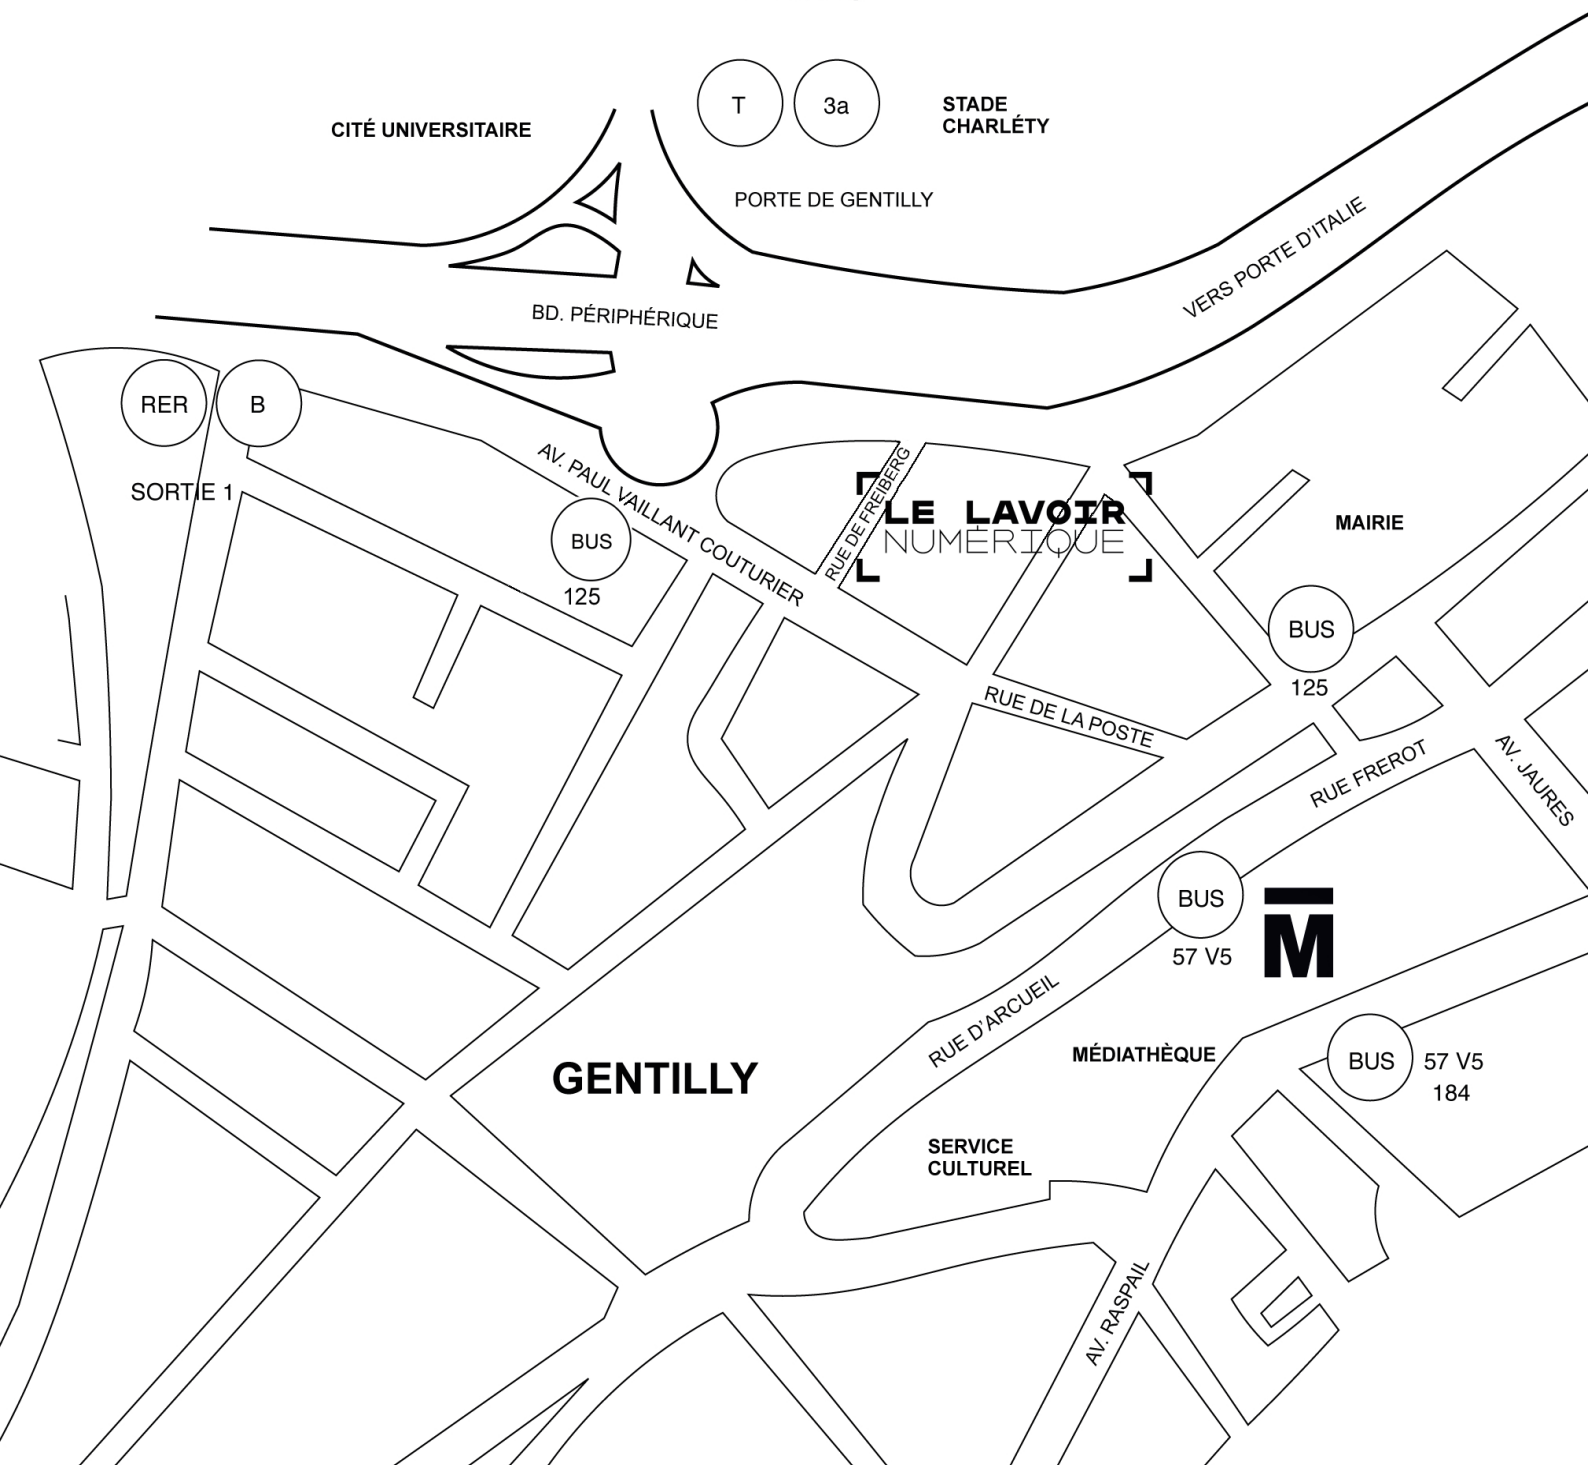 T
3a
STADE
CHARLÉTY
CITÉ UNIVERSITAIRE
PORTE DE GENTILLY
VERS PORTE D'ITALIE
BD. PÉRIPHÉRIQUE
RER
B
SORTIE 1
AV. PAUL VAILLANT COUTURIER
BUS
125
RUE DE FREIBERG
LE LAVOIR
NUMÉRIQUE
MAIRIE
BUS
125
RUE DE LA POSTE
RUE FREROT
AV. JAURES
BUS
57 V5
M
RUE D'ARCUEIL
MÉDIATHÈQUE
BUS
57 V5
184
GENTILLY
SERVICE
CULTUREL
AV. RASPAIL